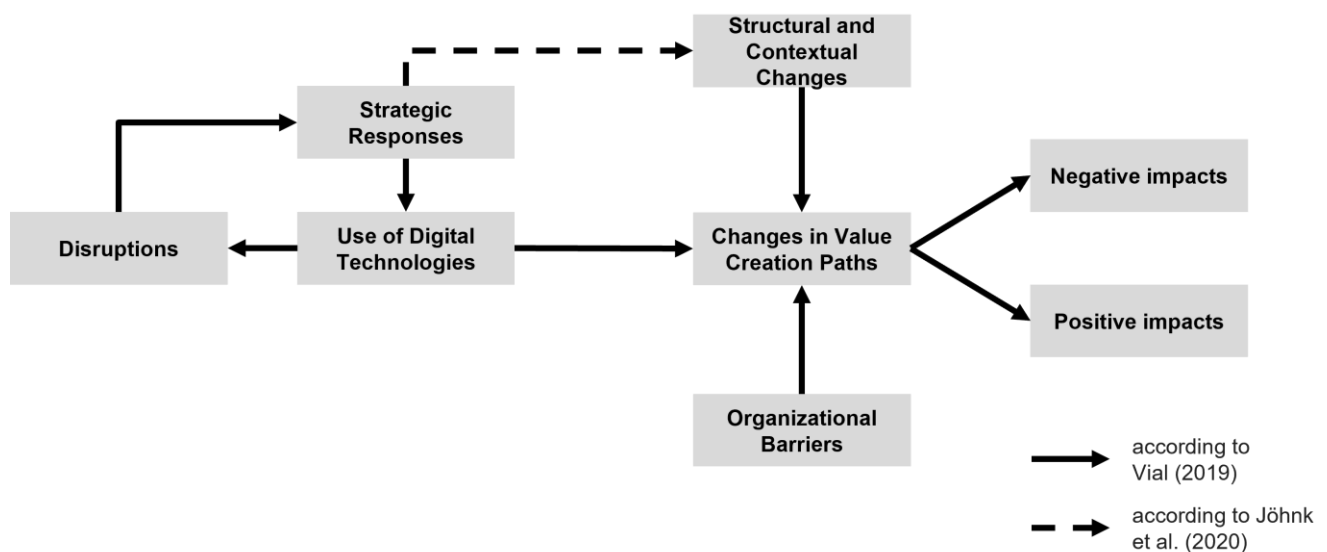 Structural and
Contextual
Changes
Strategic
Responses
Negative impacts
Disruptions
Use of Digital
Technologies
Changes in Value
Creation Paths
Positive impacts
Organizational
Barriers
according to
Vial (2019)
according to Jöhnk
et al. (2020)